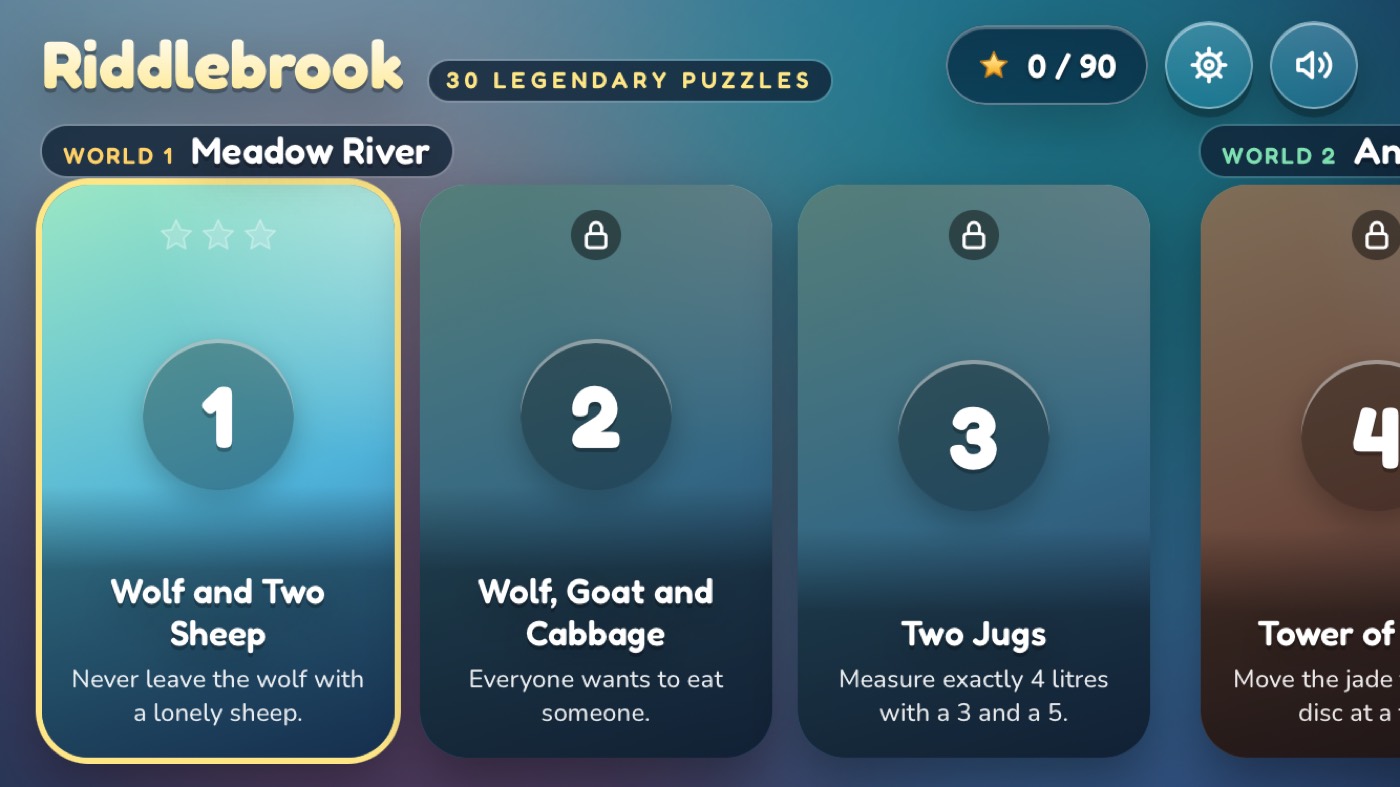 Riddlebrook
30 LEGENDARY PUZZLES
0 / 90
WORLD 1 Meadow River
WORLD 2
1
Wolf and Two
Sheep
Never leave the wolf with
a lonely sheep.
2
Wolf, Goat and
Cabbage
Everyone wants to eat
someone.
3
Two Jugs
Measure exactly 4 litres
with a 3 and a 5.
4
Tower of
Move the jade
disc at a